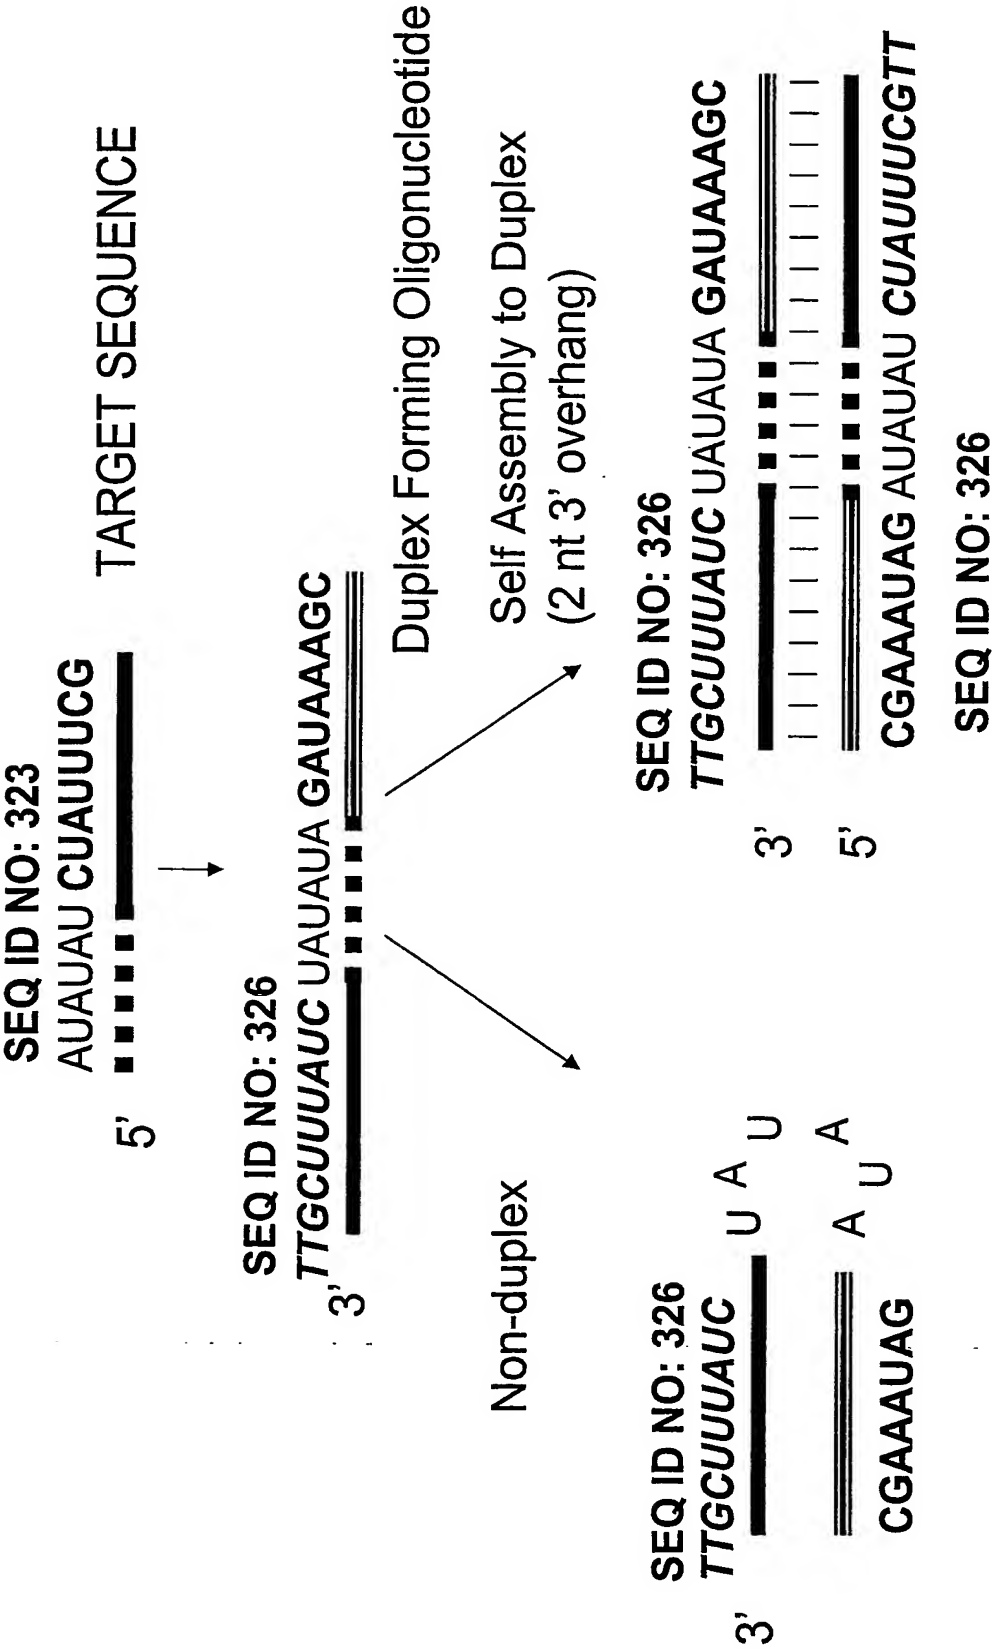 SEQ ID NO: 323
AUAUAU CUAUUUCG
5'
TARGET SEQUENCE
SEQ ID NO: 326
TTGCUUUAUC UAUAUA GAUAAAGC
3'
Duplex Forming Oligonucleotide
Non-duplex
Self Assembly to Duplex
(2 nt 3' overhang)
SEQ ID NO: 326
TTGCUUUAUC
3'
U A U
A U A
CGAAAUAG
SEQ ID NO: 326
TTGCUUUAUC UAUAUA GAUAAAGC
3'
5'
CGAAAUAG AUAUAU CUAUUUCGTT
SEQ ID NO: 326